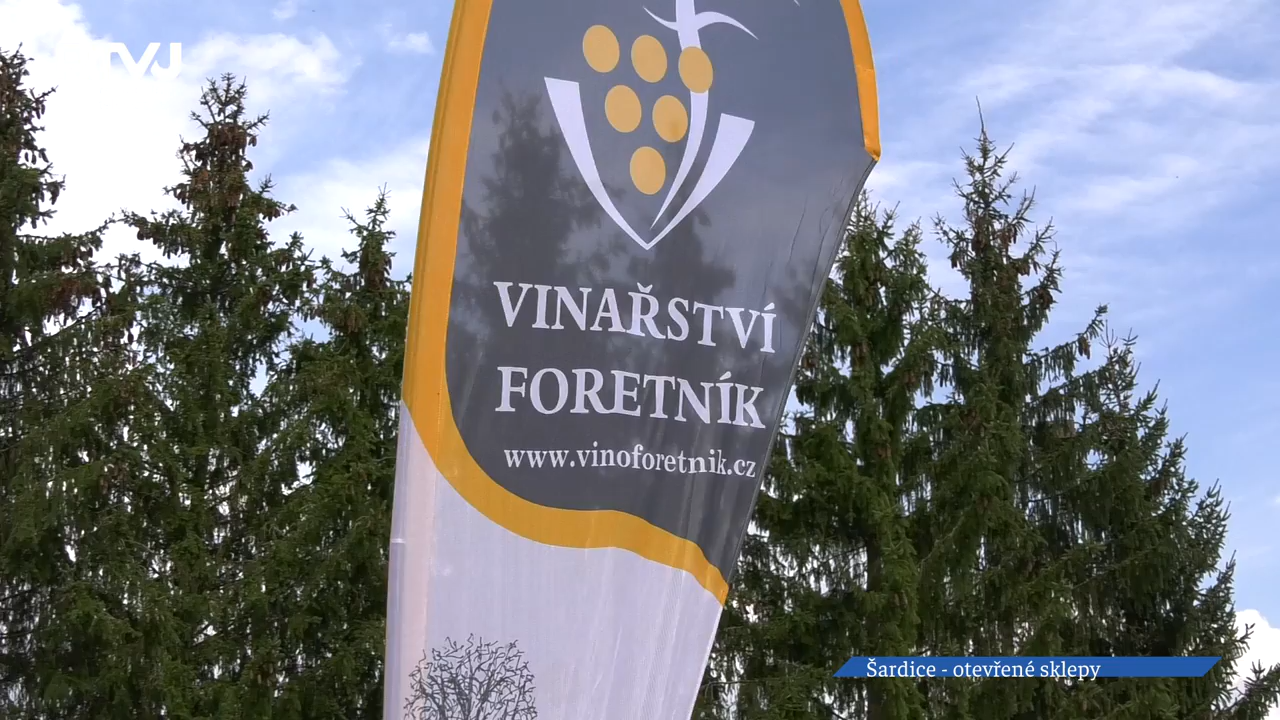 TVJ
VINAŘSTVÍ
FORETNÍK
www.vinoforetnik.cz
Šardice - otevřené sklepy